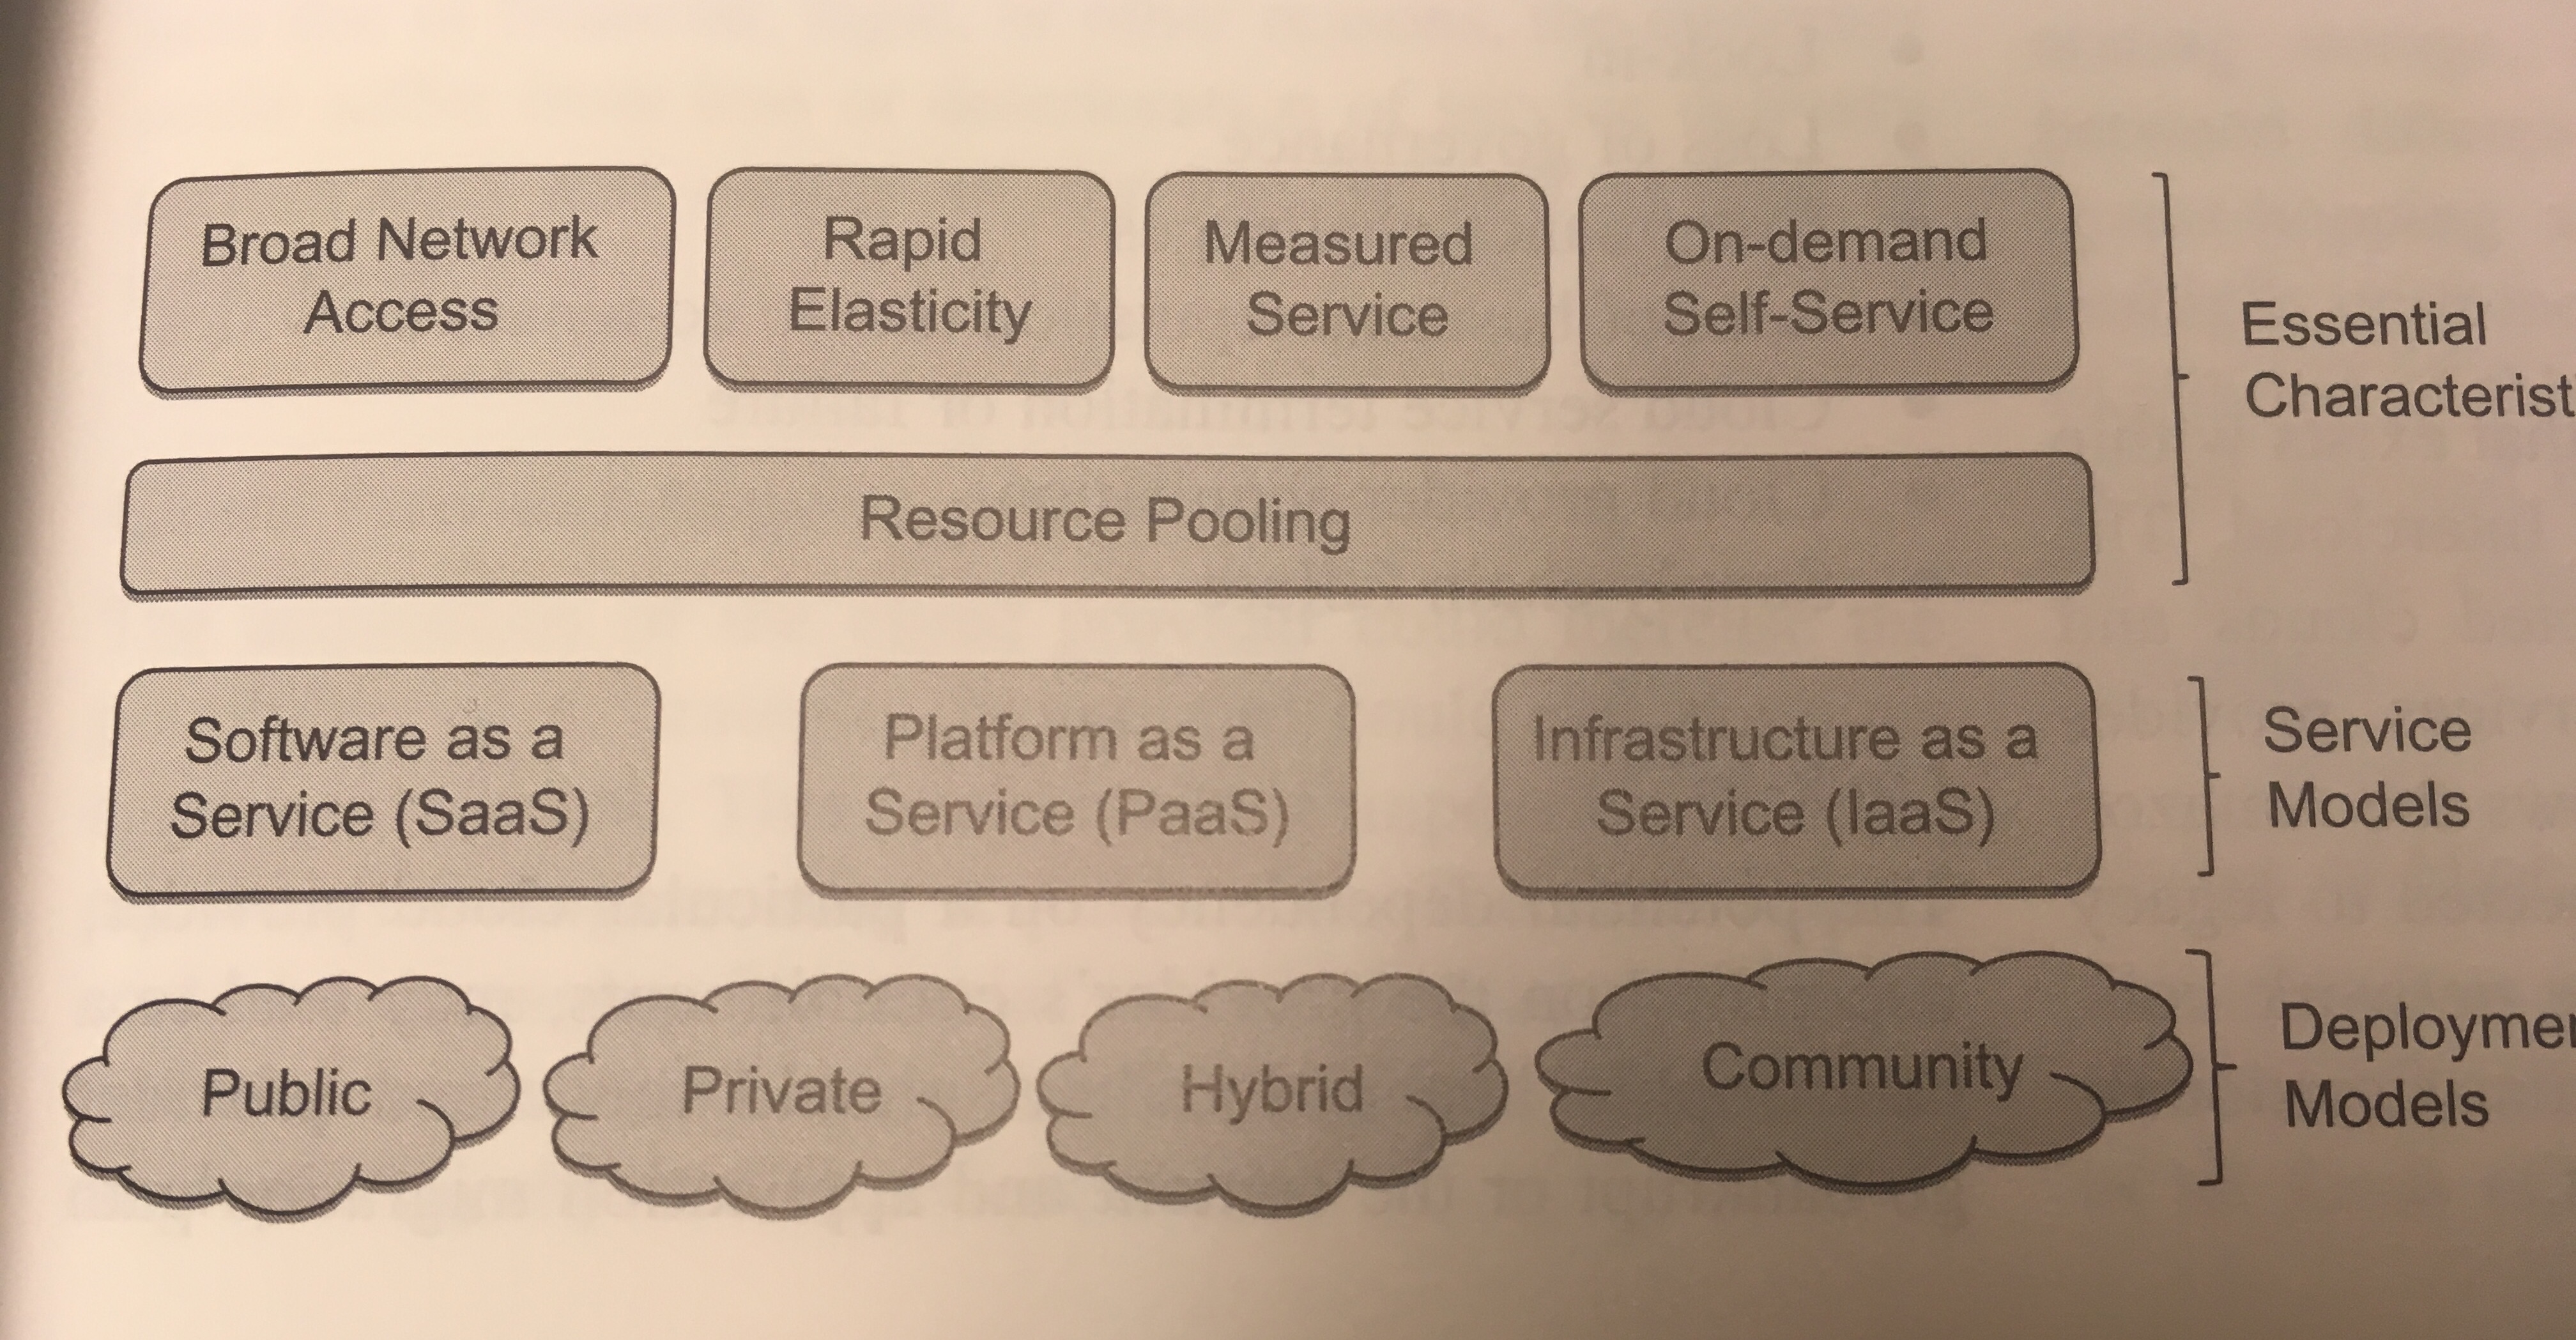 Broad Network
Access
Rapid
Elasticity
Measured
Service
On-demand
Self-Service
Essential
Characterist
Resource Pooling
Software as a
Service (SaaS)
Platform as a
Service (PaaS)
Infrastructure as a
Service (IaaS)
Service
Models
Public
Private
Hybrid
Community
Deployme
Models